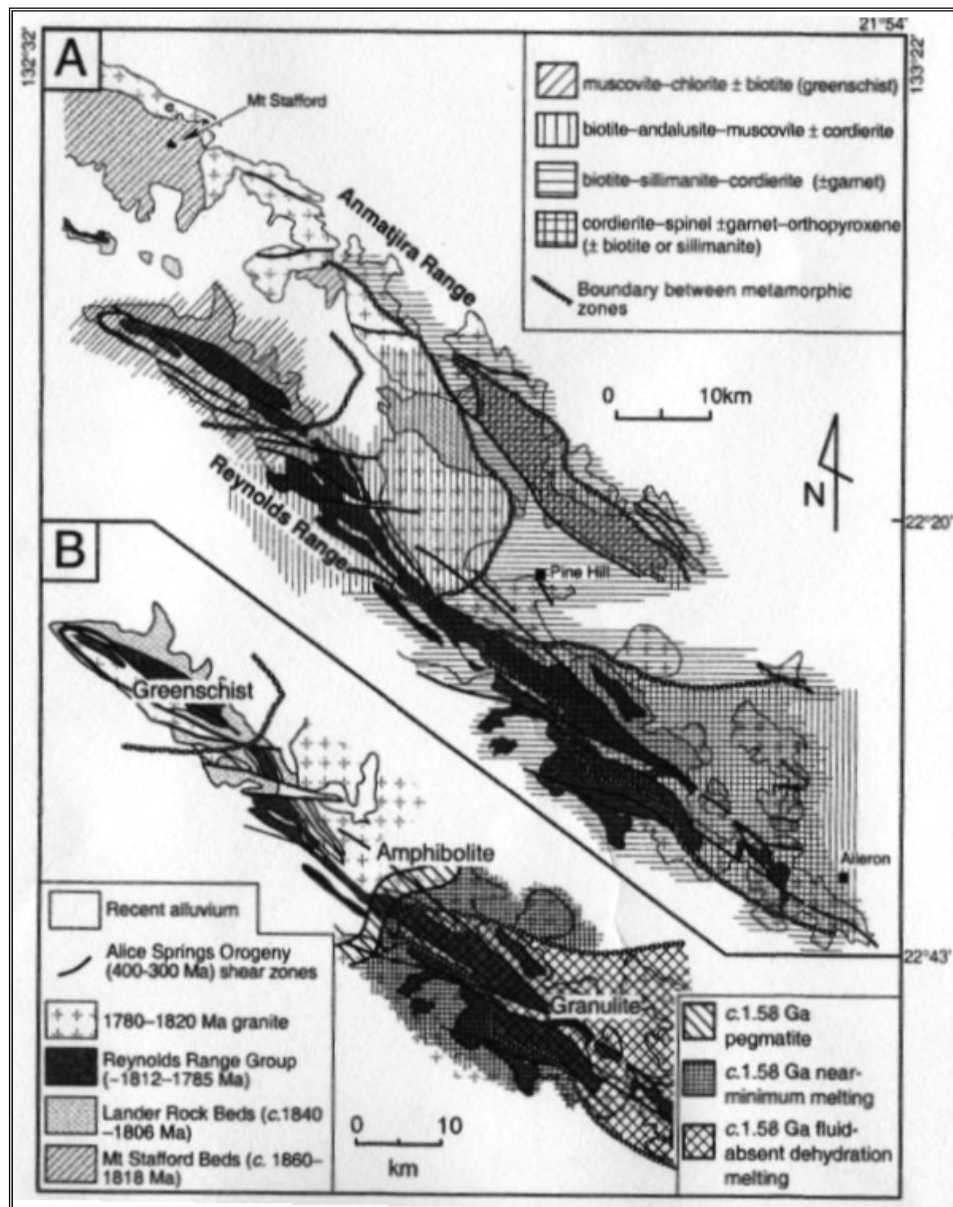 21°54'
132°32
133°22
A
Mt Stafford
muscovite–chlorite ± biotite (greenschist)
biotite–andalusite–muscovite ± cordierite
biotite–sillimanite–cordierite (±garnet)
cordierite–spinel ±garnet–orthopyroxene
(± biotite or sillimanite)
Boundary between metamorphic
zones
Anmatjira Range
0 10km
N
Reynolds Range
22°20'
B
Pine Hill
Greenschist
Amphibolite
Aileron
22°43'
Granulite
Recent alluvium
Alice Springs Orogeny
(400-300 Ma) shear zones
1780–1820 Ma granite
Reynolds Range Group
(~1812–1785 Ma)
Lander Rock Beds (c.1840
–1806 Ma)
Mt Stafford Beds (c. 1860–
1818 Ma)
0 10
km
c.1.58 Ga
pegmatite
c.1.58 Ga near-
minimum melting
c.1.58 Ga fluid-
absent dehydration
melting